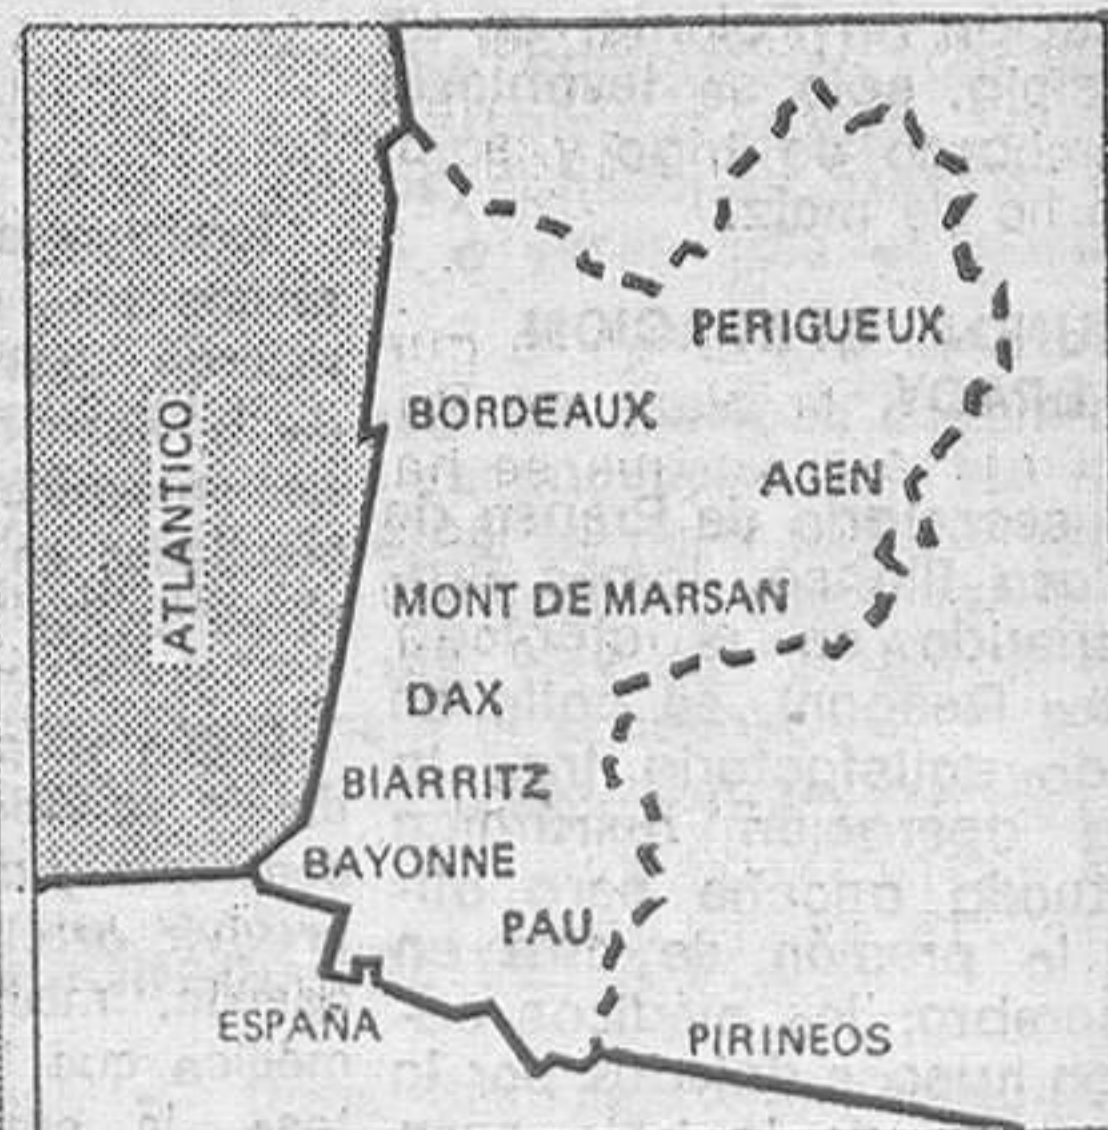 PERIGUEUX
BORDEAUX
ATLANTICO
AGEN
MONT DE MARSAN
DAX
BIARRITZ
BAYONNE
PAU
ESPAÑA
PIRINEOS